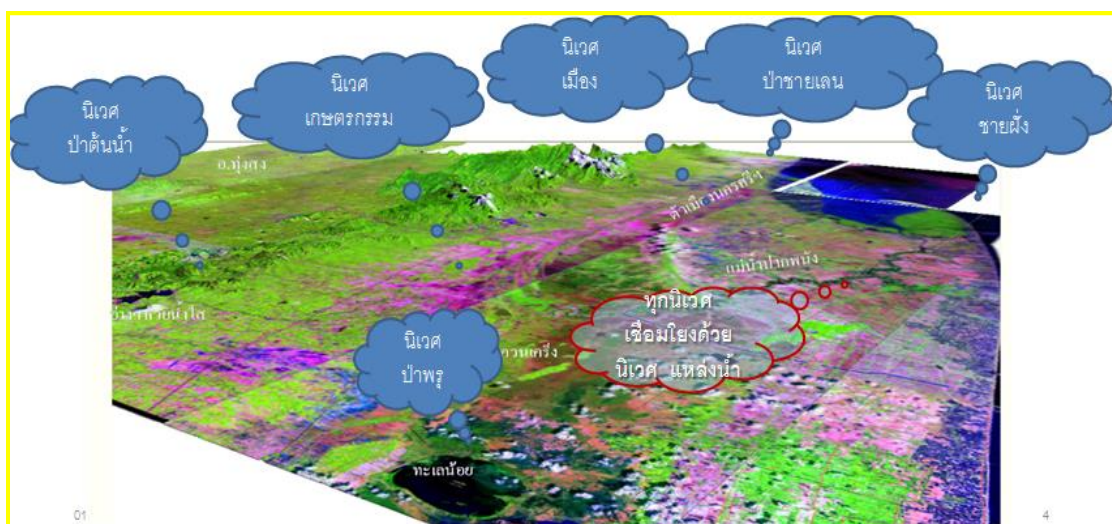 นิเวศ
เมือง
นิเวศ
ป่าชายเลน
นิเวศ
เกษตรกรรม
นิเวศ
ชายฝั่ง
นิเวศ
ป่าต้นน้ำ
อ.ทุ่งสง
แม่น้ำปากพนัง
ทุกนิเวศ
เชื่อมโยงด้วย
นิเวศ แหล่งน้ำ
นิเวศ
ป่าพรุ
ควนเคร็ง
ทะเลน้อย
01
4